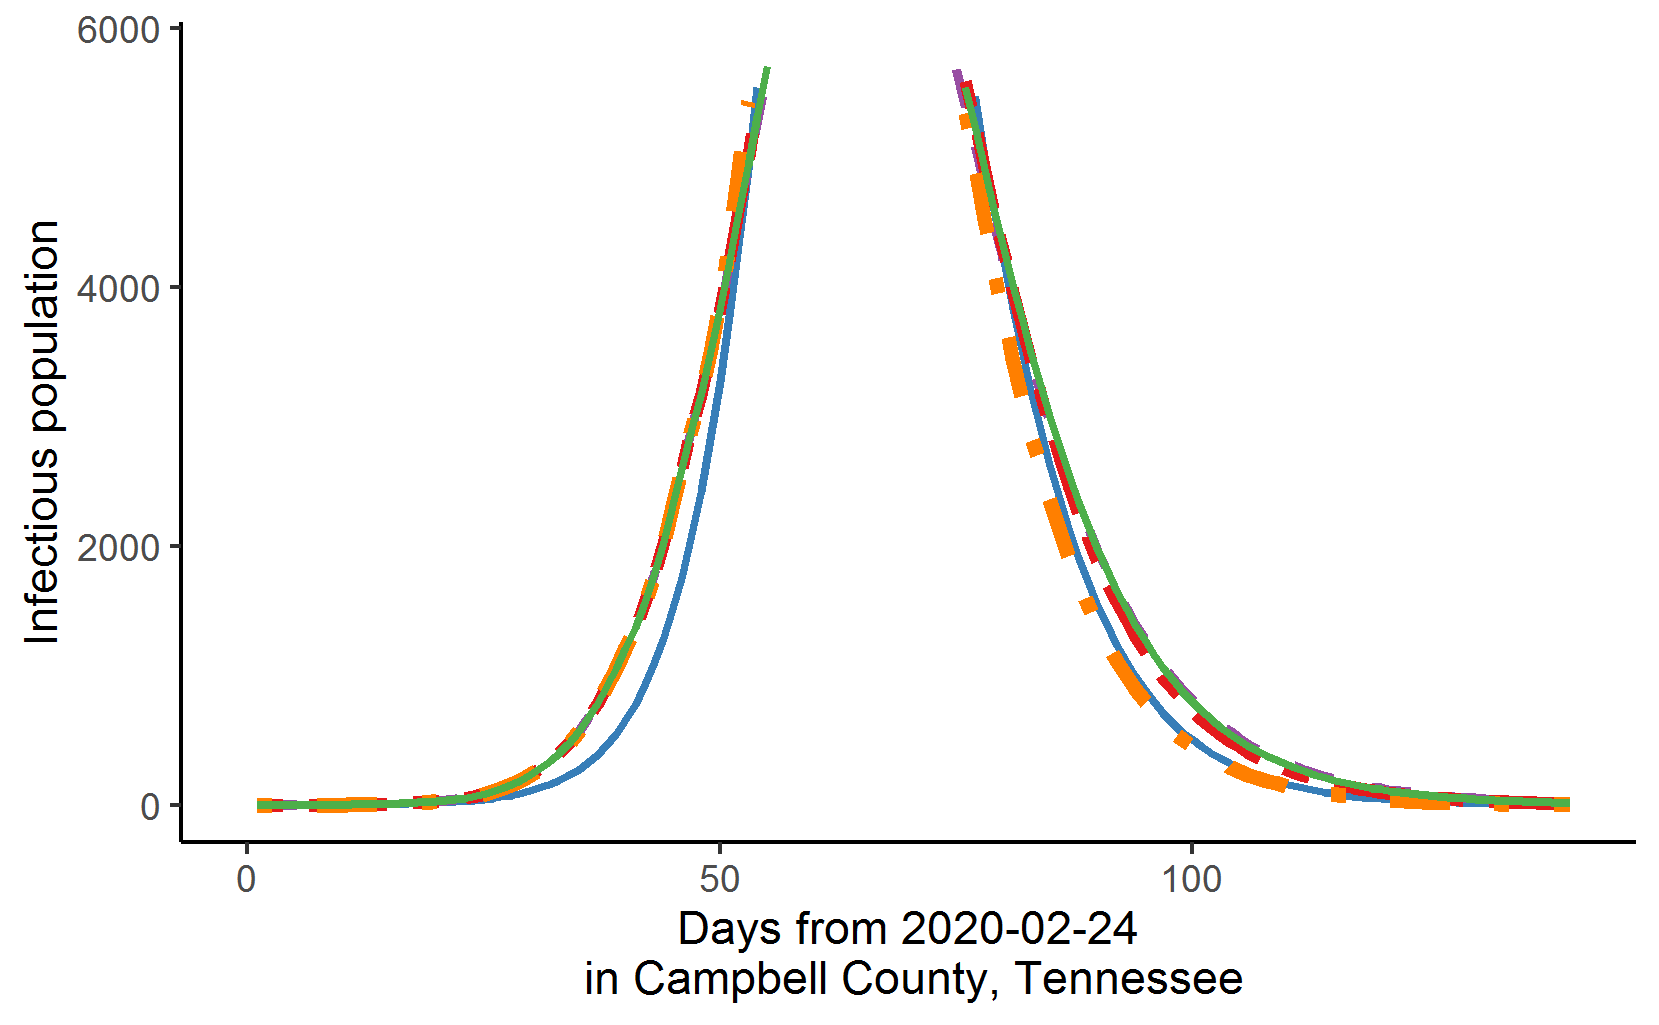 6000
4000
2000
0
Infectious population
0 50 100
Days from 2020-02-24
in Campbell County, Tennessee